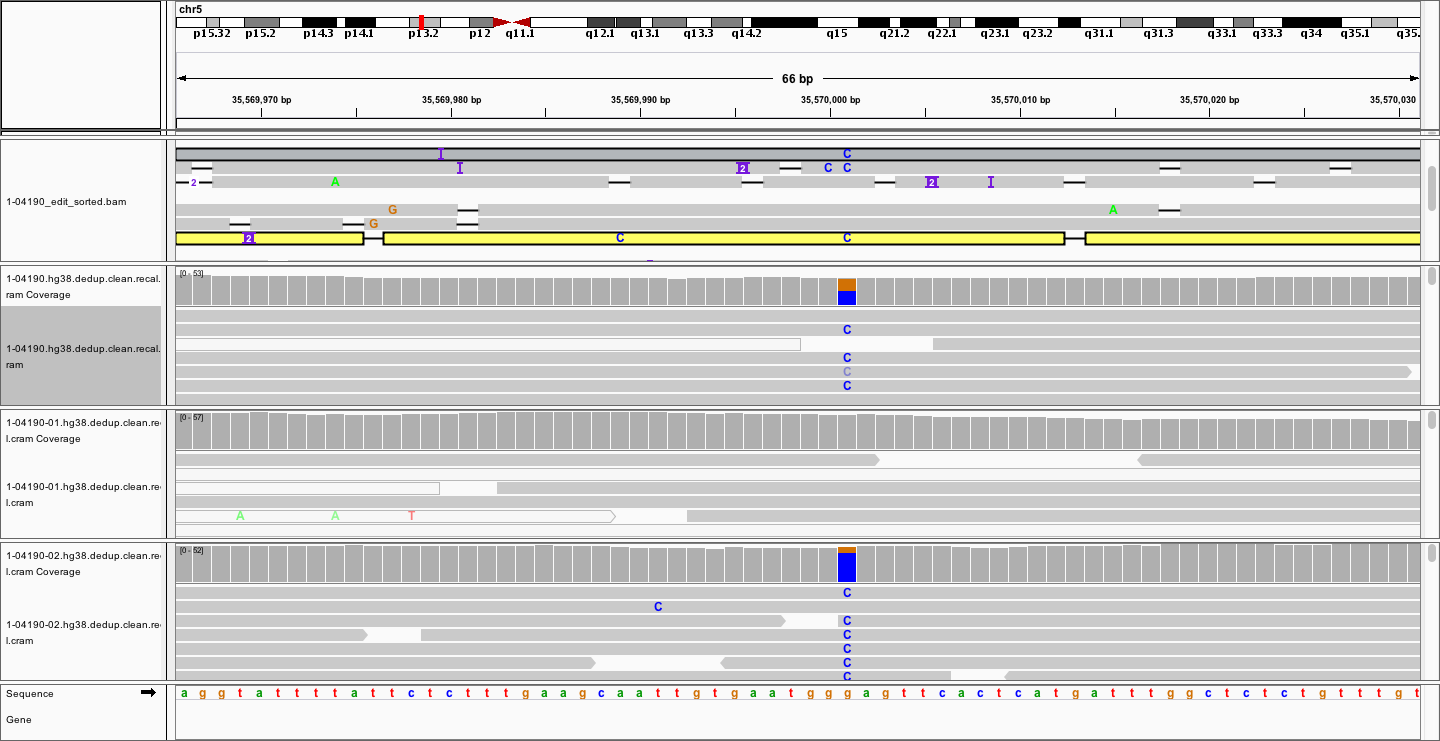 chr5
p15.32 p15.2 p14.3 p14.1 p13.2 p12 q11.1 q12.1 q13.1 q13.3 q14.2 q15 q21.2 q22.1 q23.1 q23.2 q31.1 q31.3 q33.1 q33.3 q34 q35.1 q35.
66 bp
35,569,970 bp 35,569,980 bp 35,569,990 bp 35,570,000 bp 35,570,010 bp 35,570,020 bp 35,570,030
I C
I 2 C C
2 A 2 I
1-04190_edit_sorted.bam
G A
G
2 C C
1-04190.hg38.dedup.clean.recal. [0 - 53]
ram Coverage
C
1-04190.hg38.dedup.clean.recal.
ram
C
C
C
1-04190-01.hg38.dedup.clean.re [0 - 57]
l.cram Coverage
1-04190-01.hg38.dedup.clean.re
l.cram
A A T
1-04190-02.hg38.dedup.clean.re [0 - 52]
l.cram Coverage
C
C
C
1-04190-02.hg38.dedup.clean.re
l.cram
C
C
C
C
Sequence a g g t a t t t t a t t c t c t t t g a a g c a a t t g t g a a t g g g a g t t c a c t c a t g a t t t g g c t c t c t g t t t g t
Gene